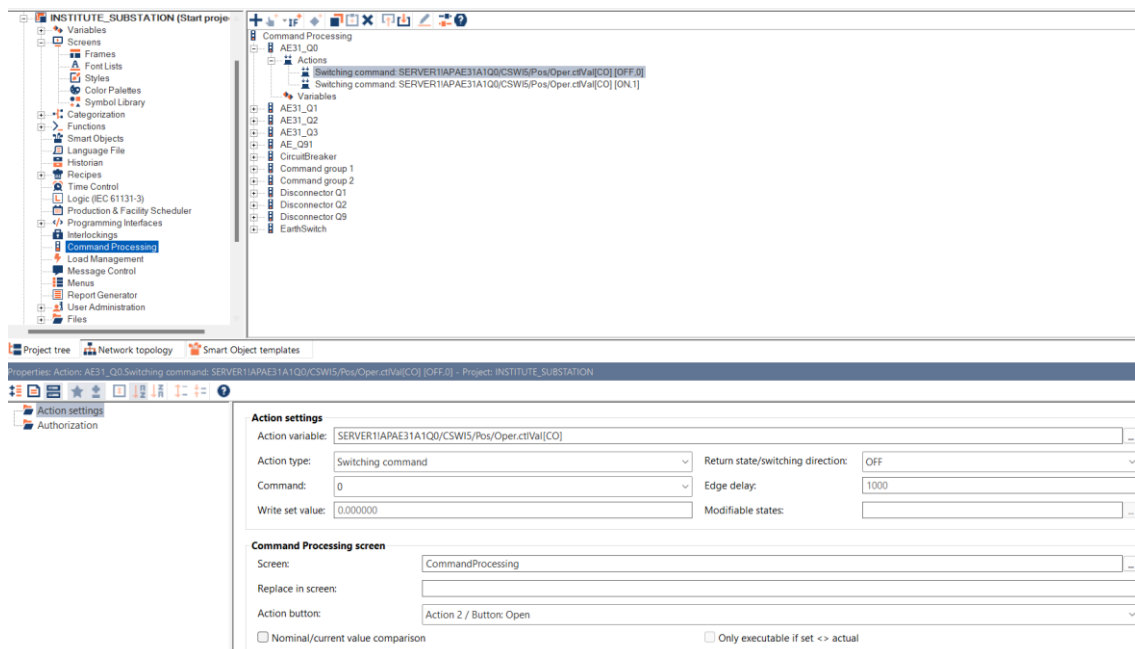 INSTITUTE_SUBSTATION (Start proje
Variables
Screens
Frames
Font Lists
Styles
Color Palettes
Symbol Library
Categorization
Functions
Smart Objects
Language File
Historian
Recipes
Time Control
Logic (IEC 61131-3)
Production & Facility Scheduler
Programming Interfaces
Interlockings
Command Processing
Load Management
Message Control
Menus
Report Generator
User Administration
Files
IF
Command Processing
AE31_Q0
Actions
Switching command: SERVER1!APAE31A1Q0/CSWI5/Pos/Oper.ctlVal[CO] [OFF,0]
Switching command: SERVER1!APAE31A1Q0/CSWI5/Pos/Oper.ctlVal[CO] [ON,1]
Variables
AE31_Q1
AE31_Q2
AE31_Q3
AE_Q91
CircuitBreaker
Command group 1
Command group 2
Disconnector Q1
Disconnector Q2
Disconnector Q9
EarthSwitch
Project tree Network topology Smart Object templates
Properties: Action: AE31_Q0.Switching command: SERVER1!APAE31A1Q0/CSWI5/Pos/Oper.ctlVal[CO] [OFF,0] - Project: INSTITUTE_SUBSTATION
Action settings
Authorization
Action settings
Action variable: SERVER1!APAE31A1Q0/CSWI5/Pos/Oper.ctlVal[CO] ...
Action type: Switching command Return state/switching direction: OFF
Command: 0 Edge delay: 1000
Write set value: 0.000000 Modifiable states: ...
Command Processing screen
Screen: CommandProcessing ...
Replace in screen:
Action button: Action 2 / Button: Open
Nominal/current value comparison Only executable if set <> actual